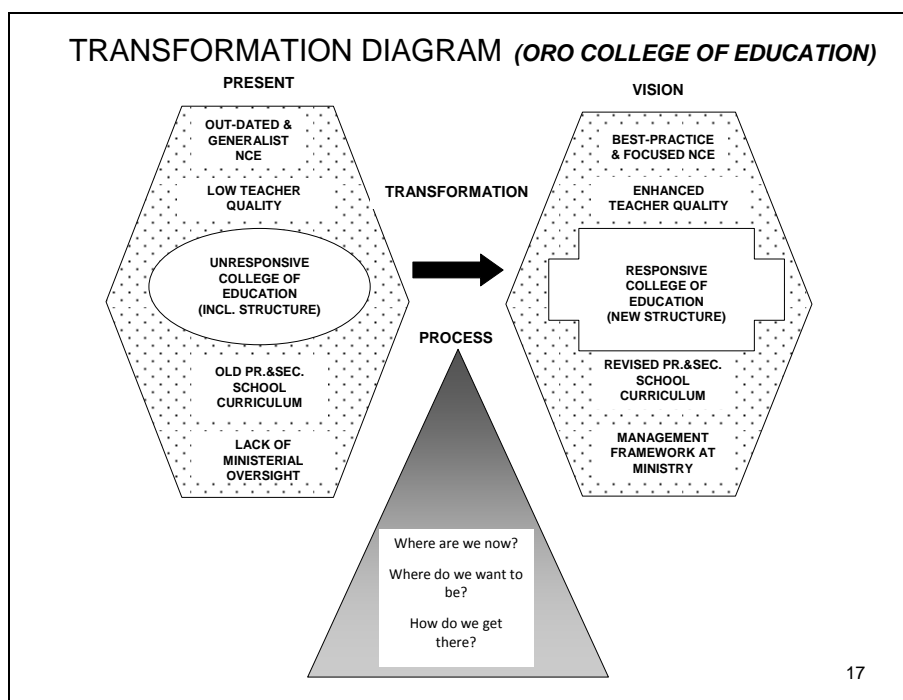 TRANSFORMATION DIAGRAM (ORO COLLEGE OF EDUCATION)
PRESENT
OUT-DATED &
GENERALIST
NCE
LOW TEACHER
QUALITY
UNRESPONSIVE
COLLEGE OF
EDUCATION
(INCL. STRUCTURE)
OLD PR.&SEC.
SCHOOL
CURRICULUM
LACK OF
MINISTERIAL
OVERSIGHT
TRANSFORMATION
PROCESS
Where are we now?
Where do we want to
be?
How do we get
there?
VISION
BEST-PRACTICE
& FOCUSED NCE
ENHANCED
TEACHER QUALITY
RESPONSIVE
COLLEGE OF
EDUCATION
(NEW STRUCTURE)
REVISED PR.&SEC.
SCHOOL
CURRICULUM
MANAGEMENT
FRAMEWORK AT
MINISTRY
17